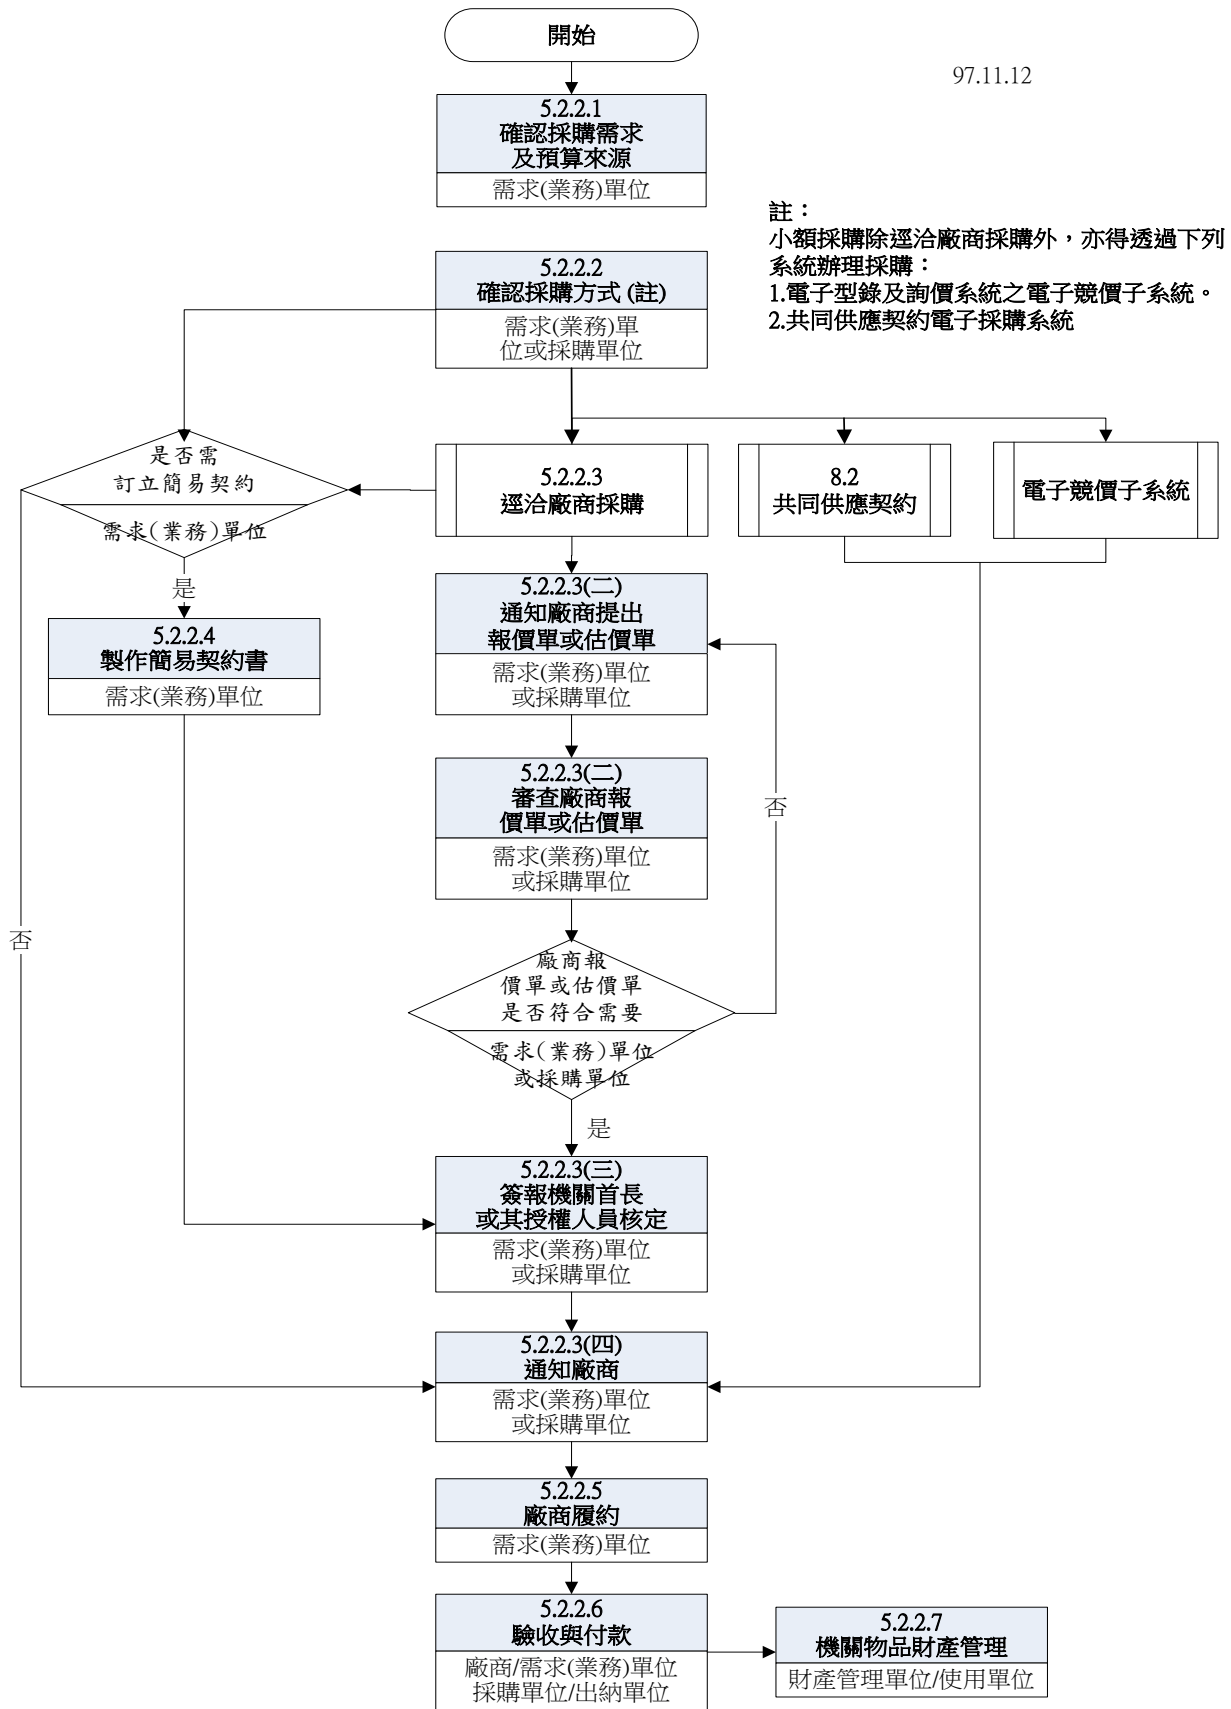 開始
97.11.12
5.2.2.1
確認採購需求
及預算來源
需求(業務)單位
註：
小額採購除逕洽廠商採購外，亦得透過下列
系統辦理採購：
1.電子型錄及詢價系統之電子競價子系統。
2.共同供應契約電子採購系統
5.2.2.2
確認採購方式 (註)
需求(業務)單
位或採購單位
是否需
訂立簡易契約
需求(業務)單位
5.2.2.3
逕洽廠商採購
8.2
共同供應契約
電子競價子系統
是
5.2.2.4
製作簡易契約書
需求(業務)單位
5.2.2.3(二)
通知廠商提出
報價單或估價單
需求(業務)單位
或採購單位
5.2.2.3(二)
審查廠商報
價單或估價單
需求(業務)單位
或採購單位
否
否
廠商報
價單或估價單
是否符合需要
需求(業務)單位
或採購單位
是
5.2.2.3(三)
簽報機關首長
或其授權人員核定
需求(業務)單位
或採購單位
5.2.2.3(四)
通知廠商
需求(業務)單位
或採購單位
5.2.2.5
廠商履約
需求(業務)單位
5.2.2.6
驗收與付款
廠商/需求(業務)單位
採購單位/出納單位
5.2.2.7
機關物品財產管理
財產管理單位/使用單位